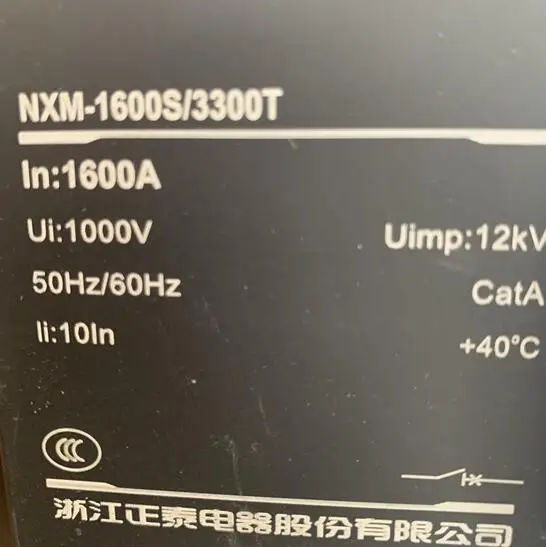 NXM-1600S/3300T
In:1600A
Ui:1000V Uimp:12kV
50Hz/60Hz CatA
Ii:10In +40°C
CCC
浙江正泰电器股份有限公司